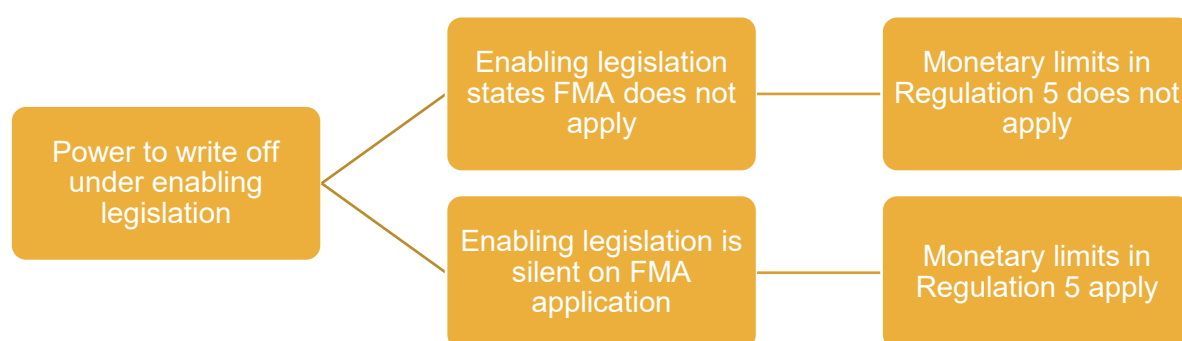 Power to write off
under enabling
legislation
Enabling legislation
states FMA does not
apply
Monetary limits in
Regulation 5 does not
apply
Enabling legislation is
silent on FMA
application
Monetary limits in
Regulation 5 apply